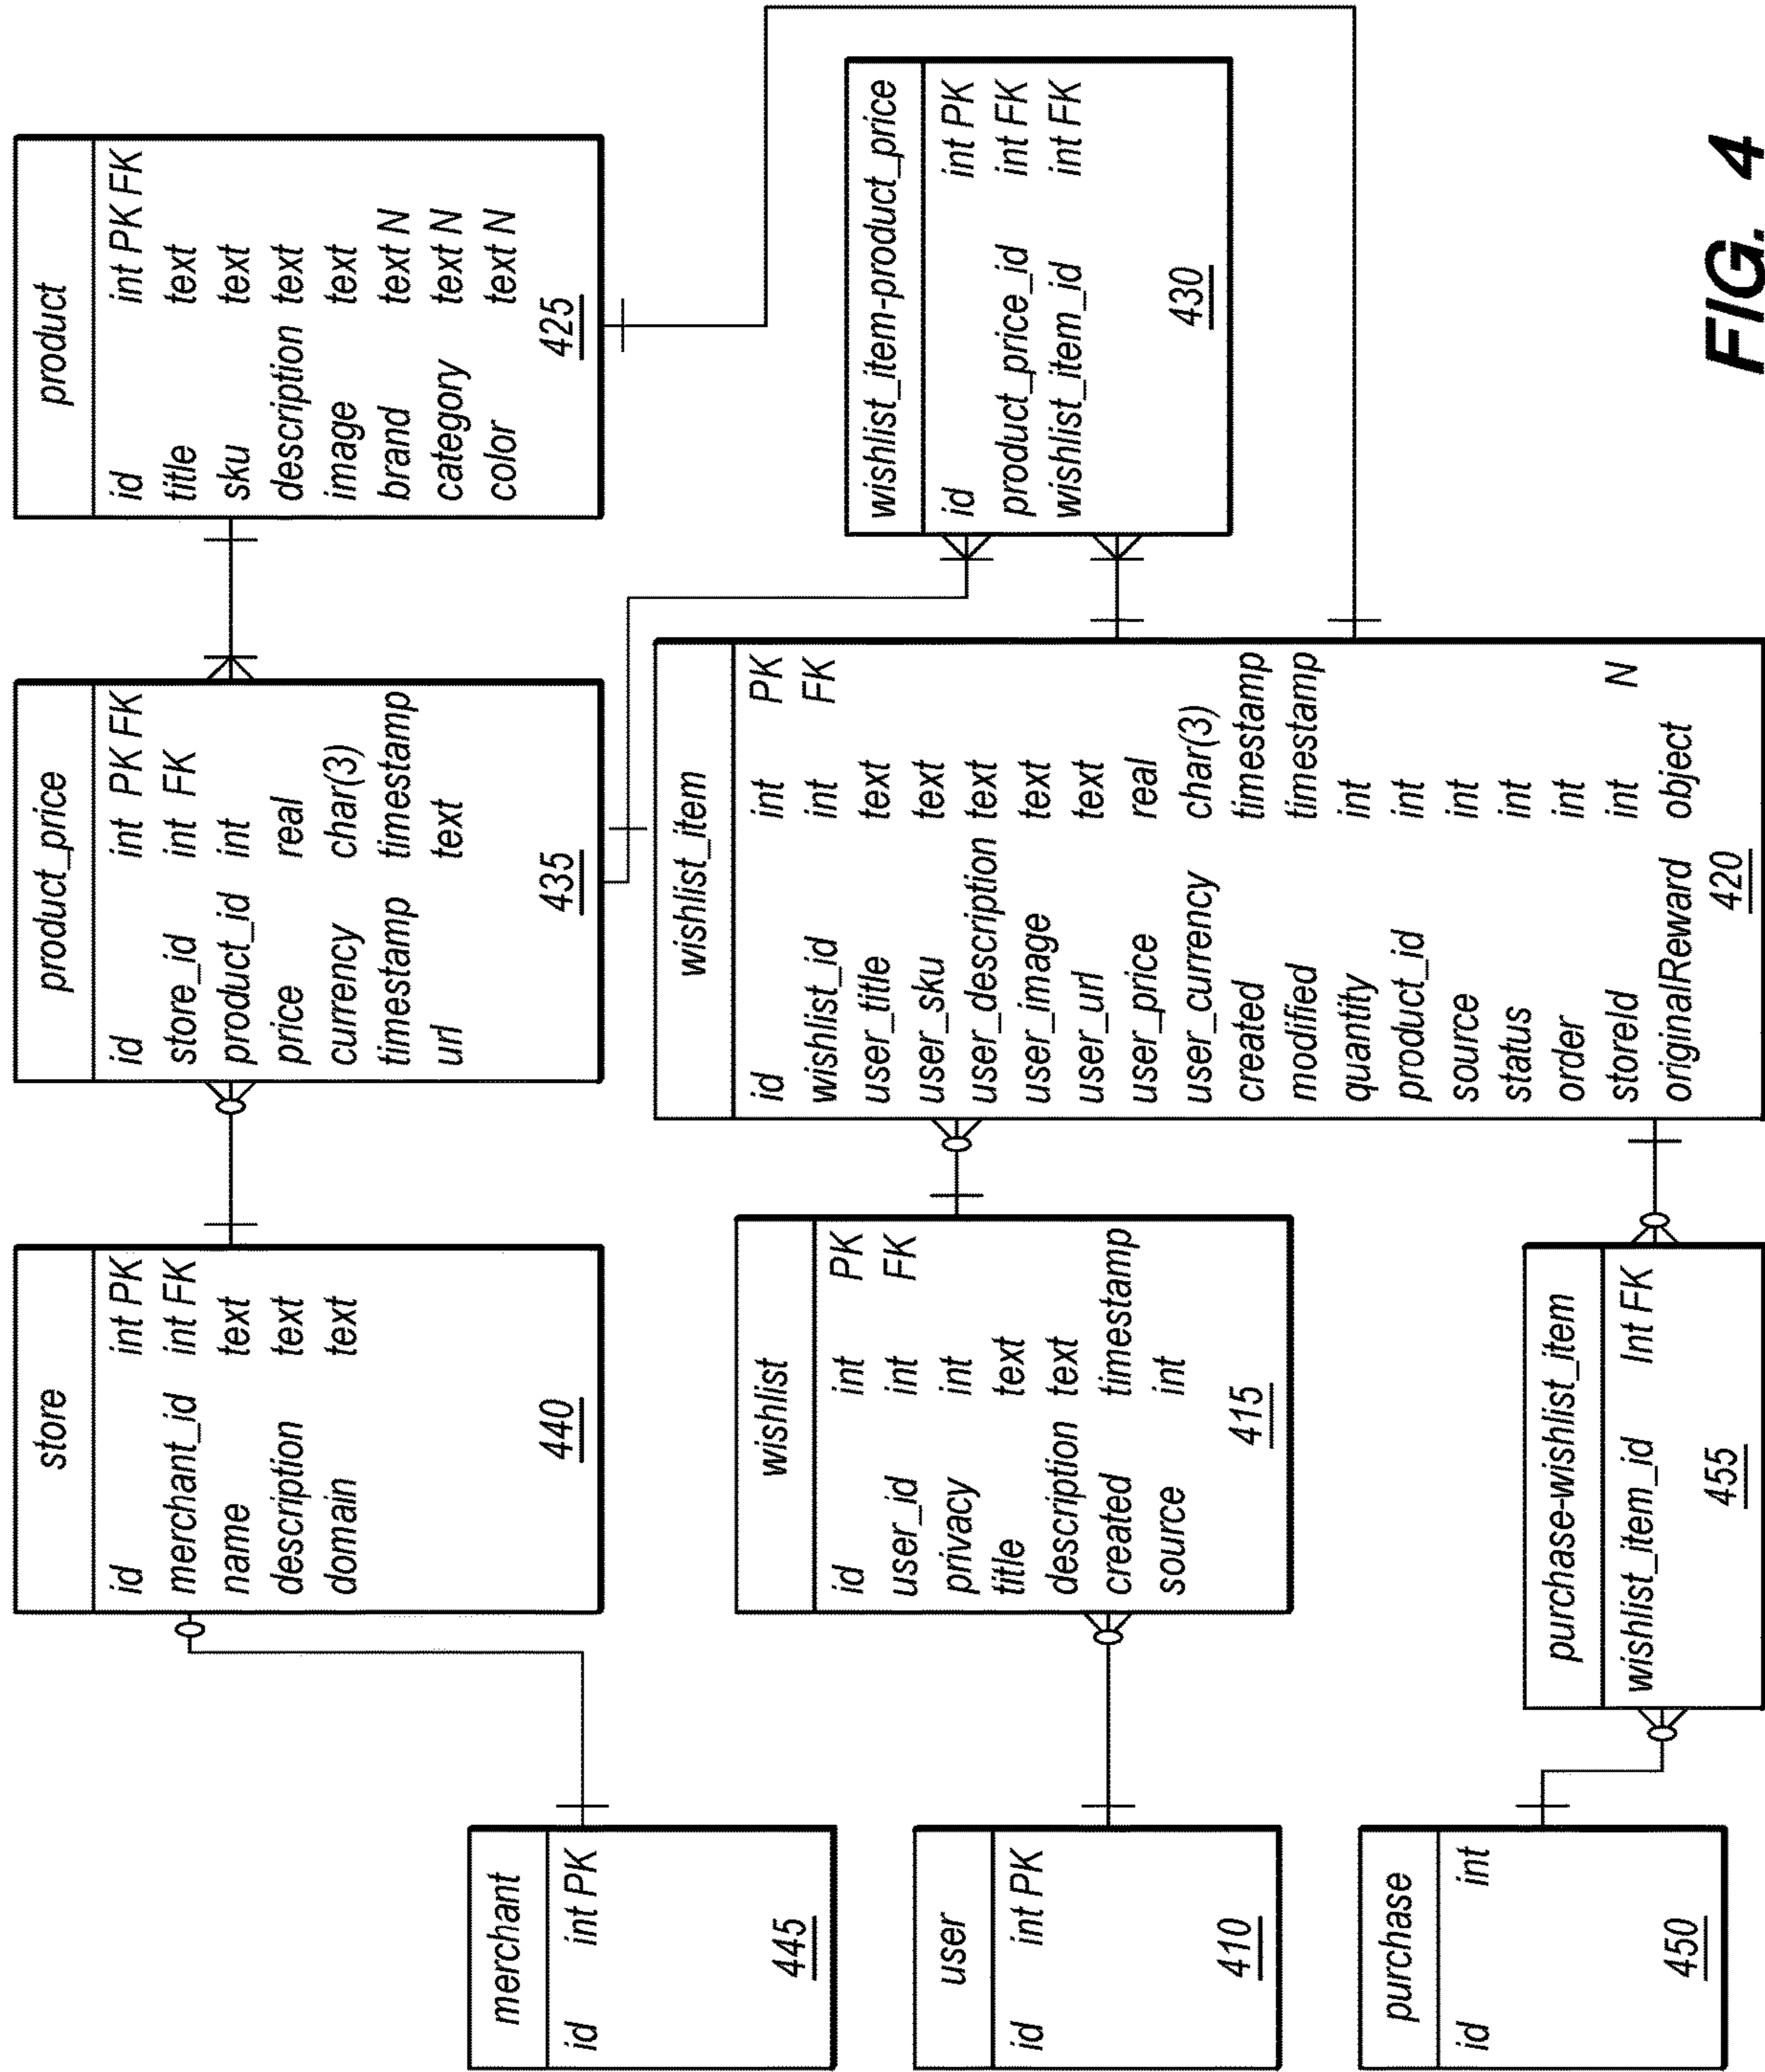 product
id int PK FK
title text
sku text
description text
image text
brand text N
category text N
color text N
425
product_price
id int PK FK
store_id int FK
product_id int
price real
currency char(3)
timestamp timestamp
url text
435
store
id int PK
merchant_id int FK
name text
description text
domain text
440
merchant
id int PK
445
wishlist_item-product_price
id int PK
product_price_id int FK
wishlist_item_id int FK
430
wishlist_item
id int PK
wishlist_id int FK
user_title text
user_sku text
user_description text
user_image text
user_url text
user_price real
user_currency char(3)
created timestamp
modified timestamp
quantity int
product_id int
source int
status int
order int
storeId int N
originalReward object
420
wishlist
id int PK
user_id int FK
privacy int
title text
description text
created timestamp
source int
415
user
id int PK
410
purchase-wishlist_item
wishlist_item_id Int FK
455
purchase
id int
450
FIG. 4